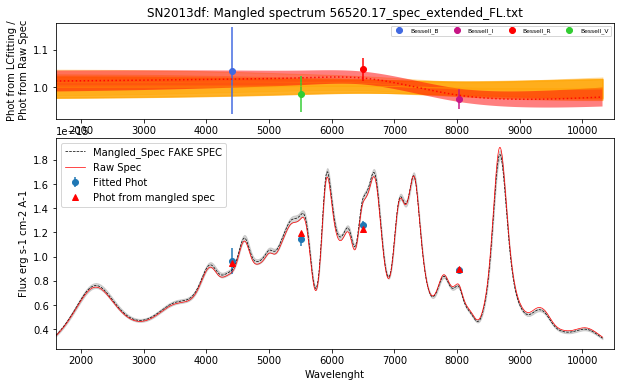 SN2013df: Mangled spectrum 56520.17_spec_extended_FL.txt
Phot from LCfitting /
Phot from Raw Spec
1.1
1.0
Bessell_B
Bessell_I
Bessell_R
Bessell_V
2000 3000 4000 5000 6000 7000 8000 9000 10000
Flux erg s-1 cm-2 A-1
1.8
1.6
1.4
1.2
1.0
0.8
0.6
0.4
Mangled_Spec FAKE SPEC
Raw Spec
Fitted Phot
Phot from mangled spec
2000 3000 4000 5000 6000 7000 8000 9000 10000
Wavelenght